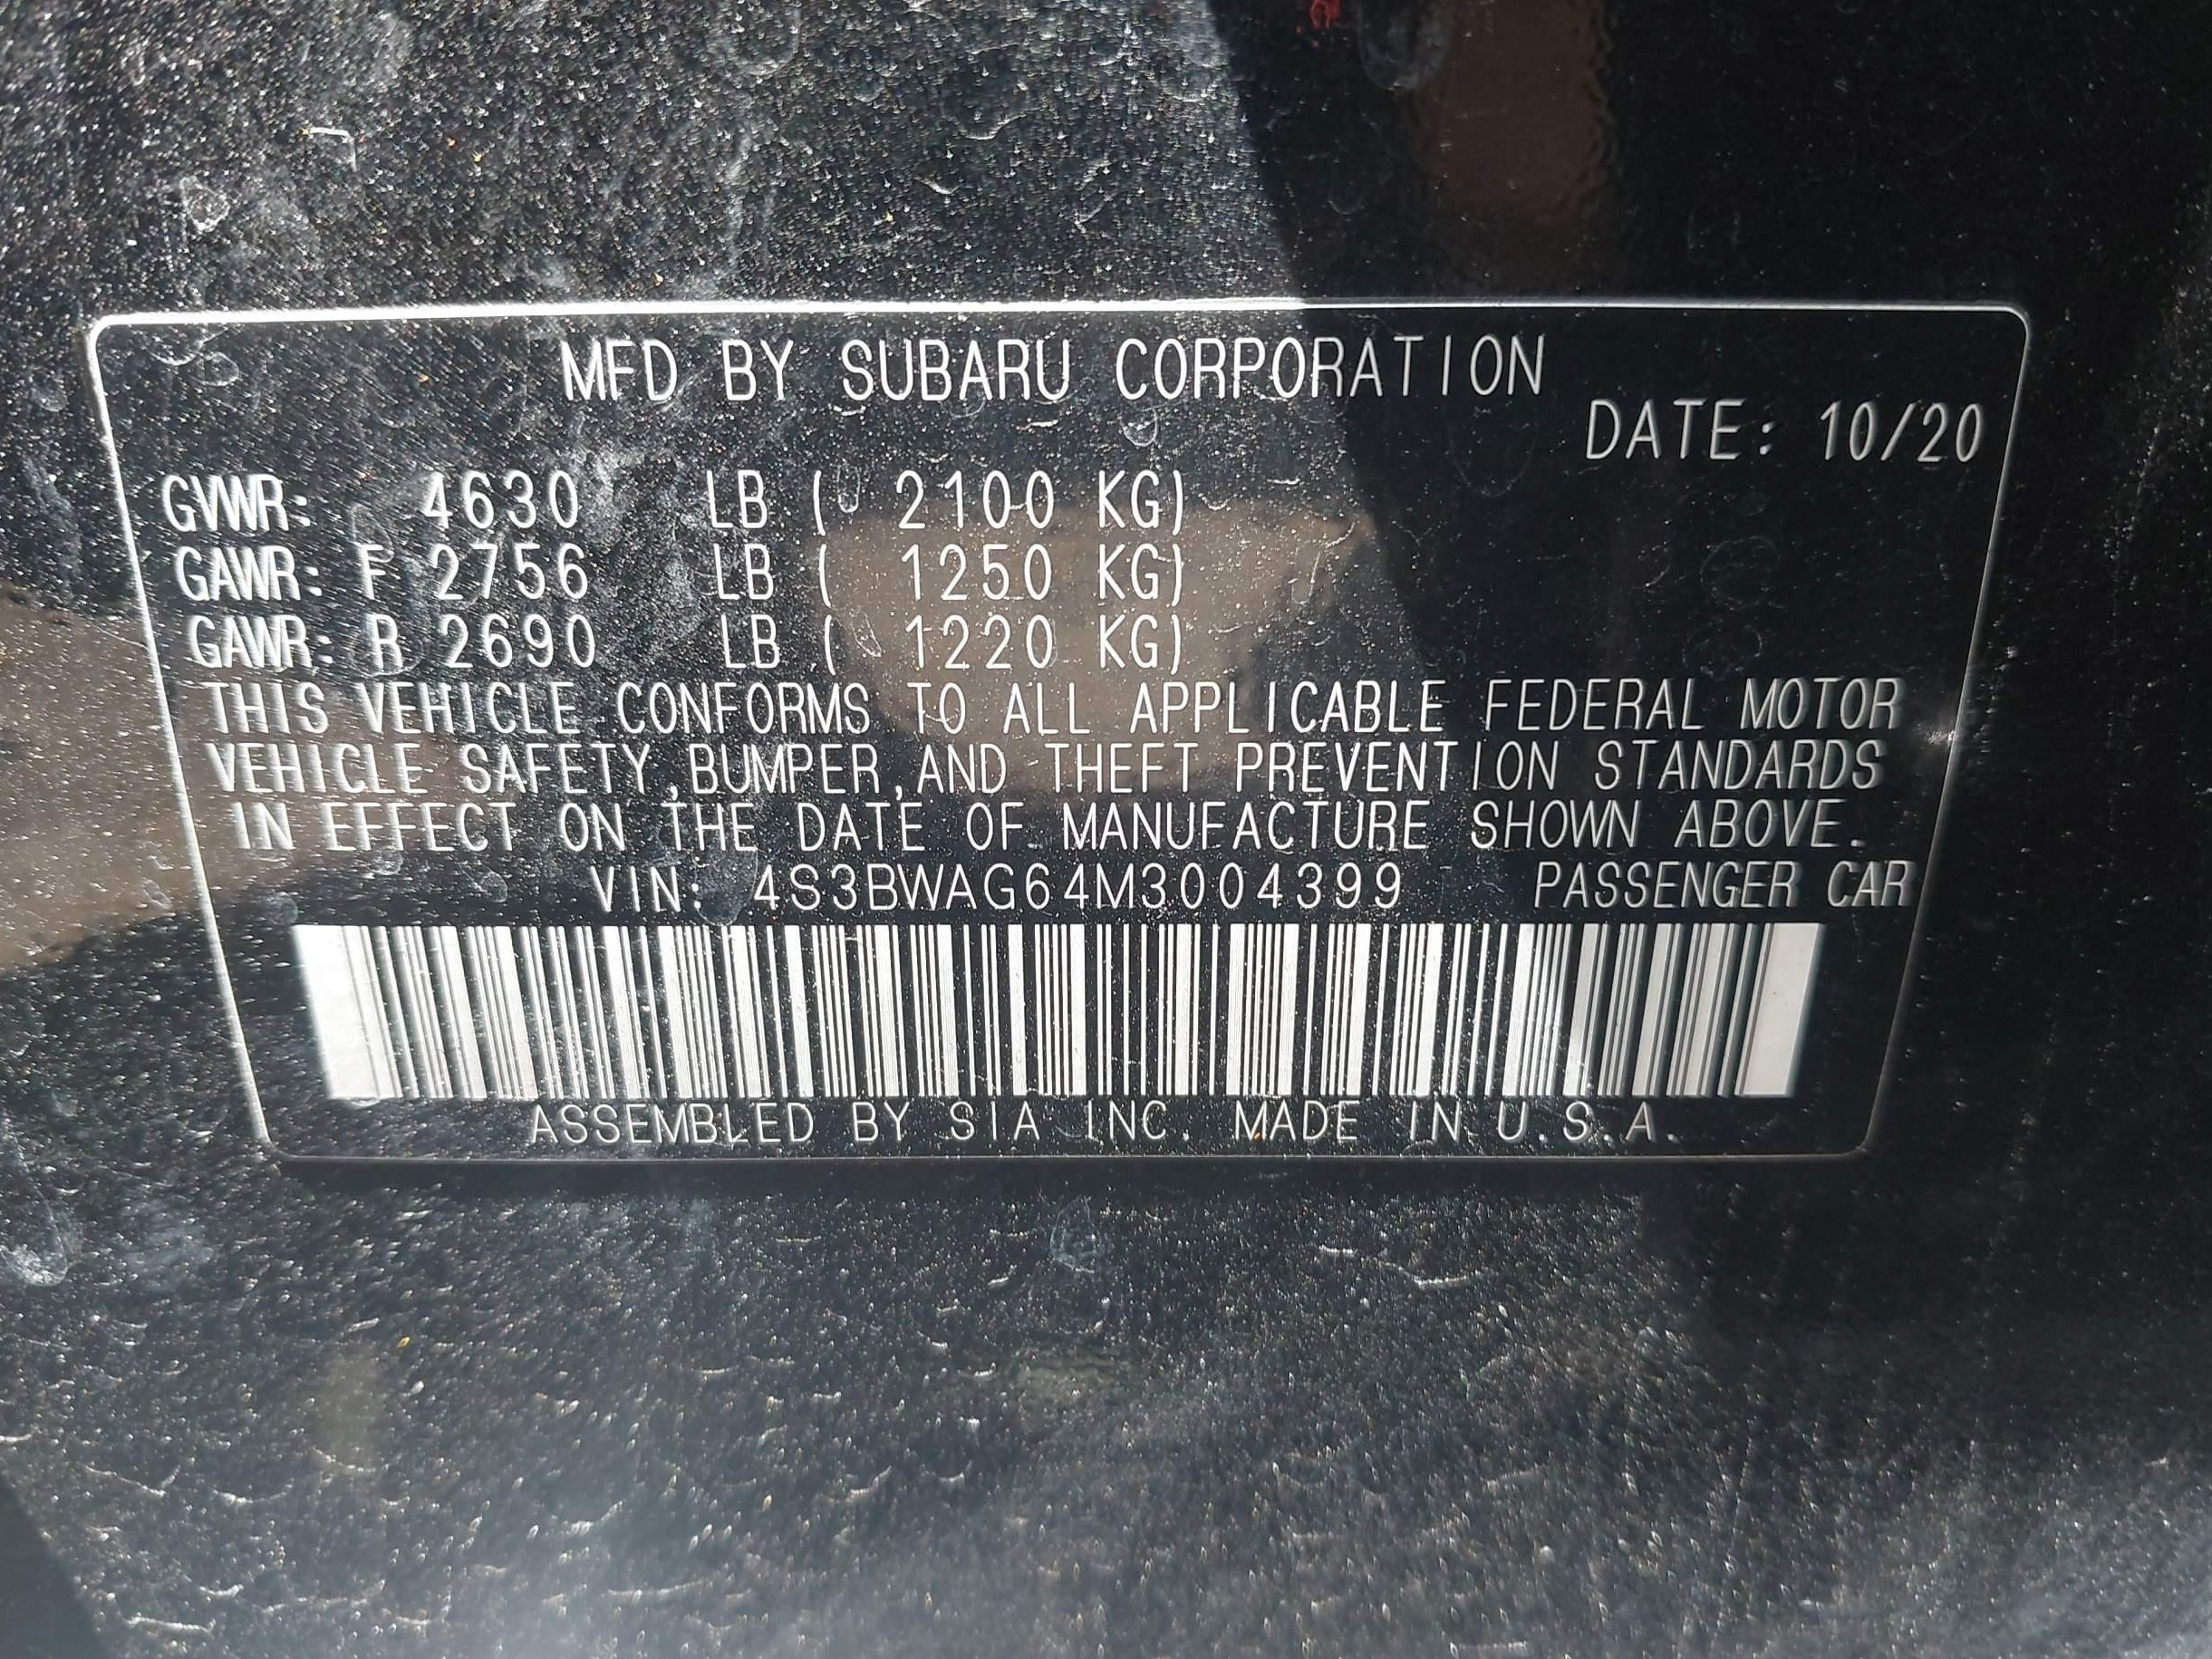 MFD BY SUBARU CORPORATION
DATE: 10/20
GVWR: 4630 LB ( 2100 KG)
GAWR: F 2756 LB ( 1250 KG)
GAWR: R 2690 LB ( 1220 KG)
THIS VEHICLE CONFORMS TO ALL APPLICABLE FEDERAL MOTOR
VEHICLE SAFETY,BUMPER,AND THEFT PREVENTION STANDARDS
IN EFFECT ON THE DATE OF MANUFACTURE SHOWN ABOVE.
VIN: 4S3BWAG64M3004399 PASSENGER CAR
ASSEMBLED BY SIA INC. MADE IN U.S.A.